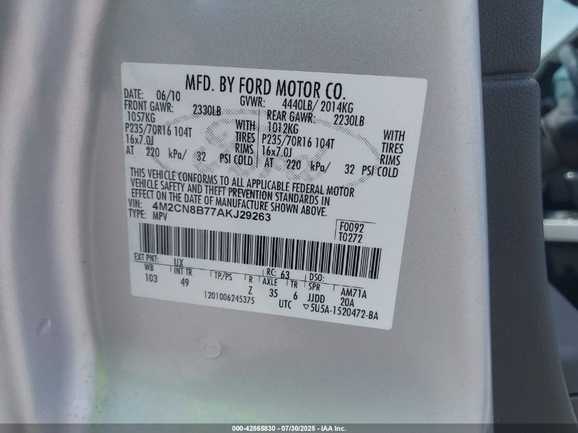 MFD. BY FORD MOTOR CO.
DATE: 06/10 GVWR: 4440LB/ 2014KG
FRONT GAWR: 2330LB REAR GAWR: 2230LB
1057KG WITH 1012KG WITH
P235/70R16 104T TIRES P235/70R16 104T TIRES
16x7.0J RIMS 16x7.0J RIMS
AT 220 kPa/ 32 PSI COLD AT 220 kPa/ 32 PSI COLD
THIS VEHICLE CONFORMS TO ALL APPLICABLE FEDERAL MOTOR
VEHICLE SAFETY AND THEFT PREVENTION STANDARDS IN
EFFECT ON THE DATE OF MANUFACTURE SHOWN ABOVE.
VIN: 4M2CN8B77AKJ29263 F0092
TYPE: MPV T0272
EXT PNT: UX RC: 63 DSO:
WB INT TR TP/PS R AXLE TR SPR AM71A
103 49 Z 35 6 JJDD 20A
1201006245375 UTC ▽5U5A-1520472-BA
000-42565830 - 07/30/2025 - IAA Inc.